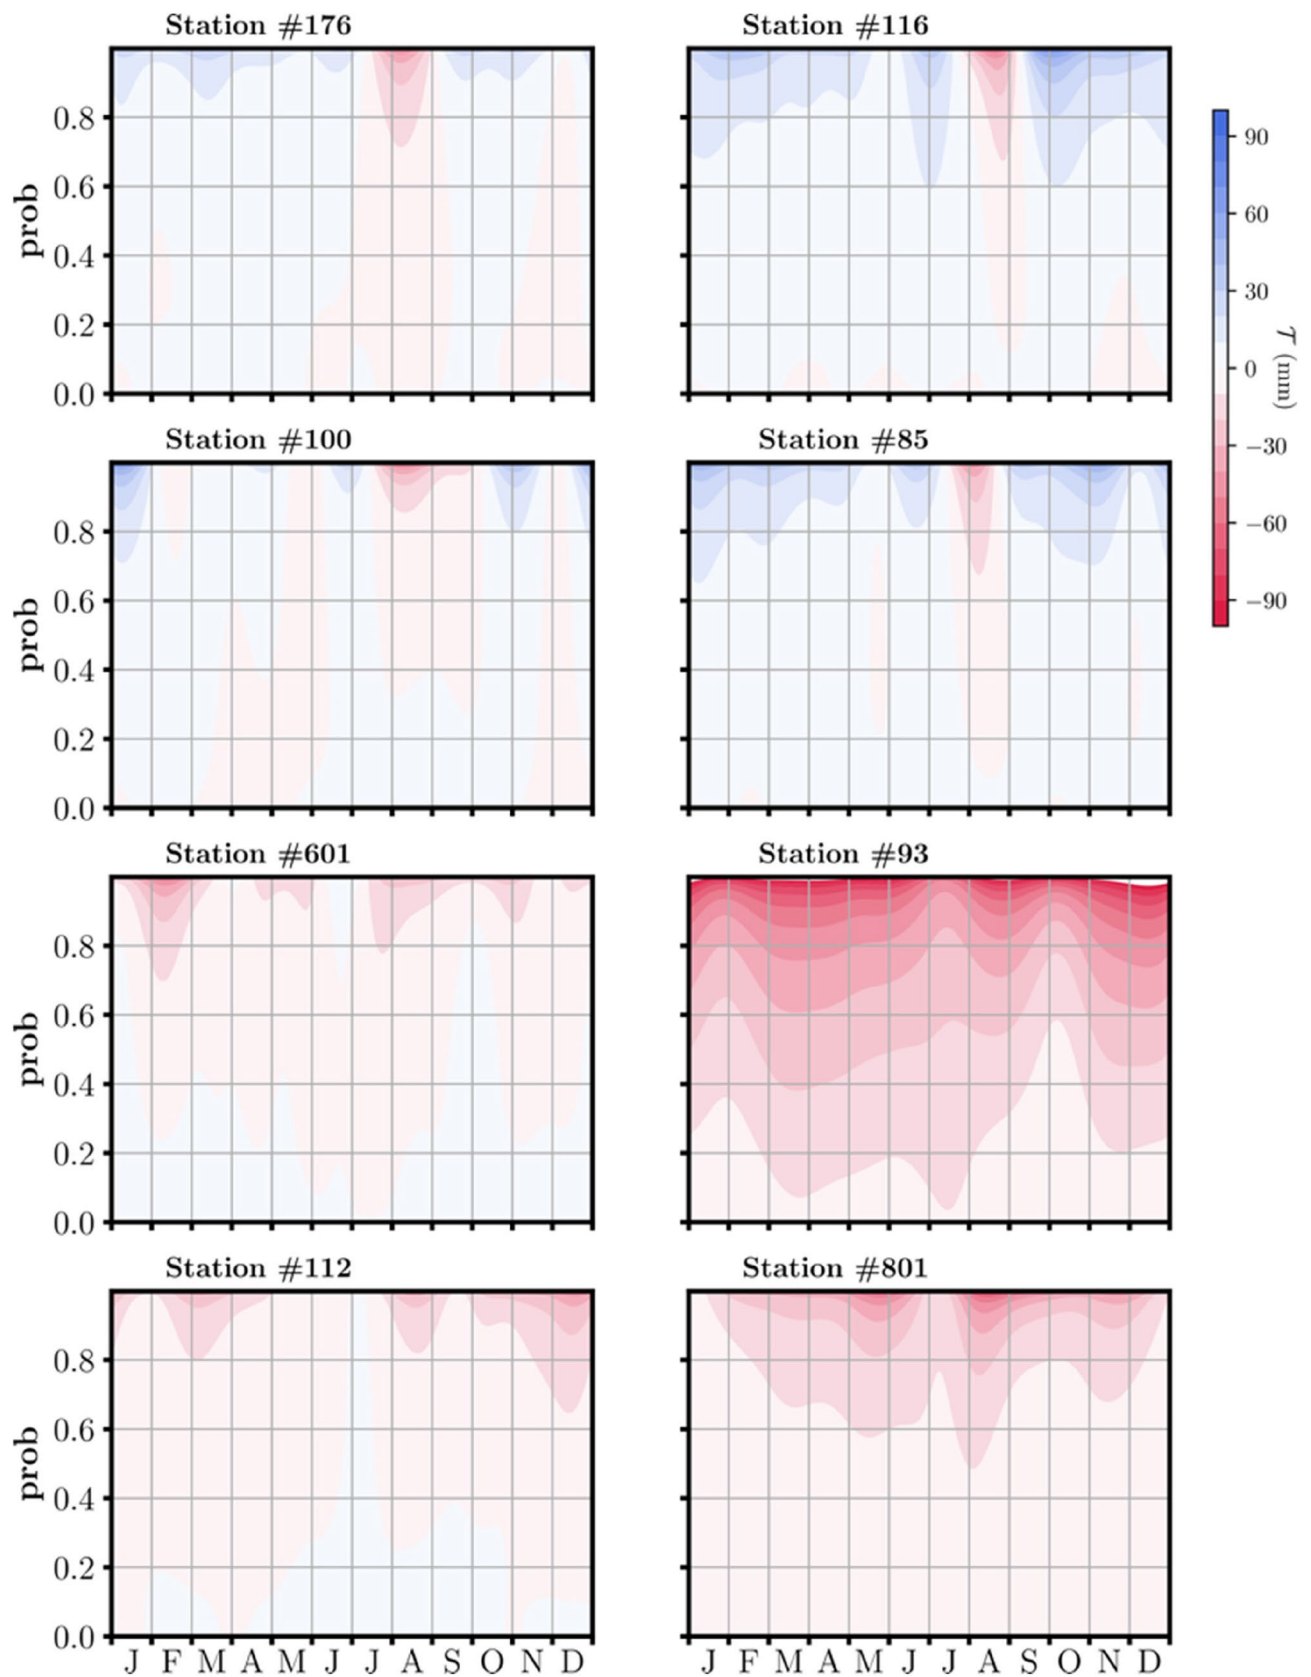 Station #176
Station #116
prob
0.8
0.6
0.4
0.2
0.0
90
60
30
0
−30
−60
−90
𝒯 (mm)
Station #100
Station #85
prob
0.8
0.6
0.4
0.2
0.0
Station #601
Station #93
prob
0.8
0.6
0.4
0.2
0.0
Station #112
Station #801
prob
0.8
0.6
0.4
0.2
0.0
J F M A M J J A S O N D
J F M A M J J A S O N D